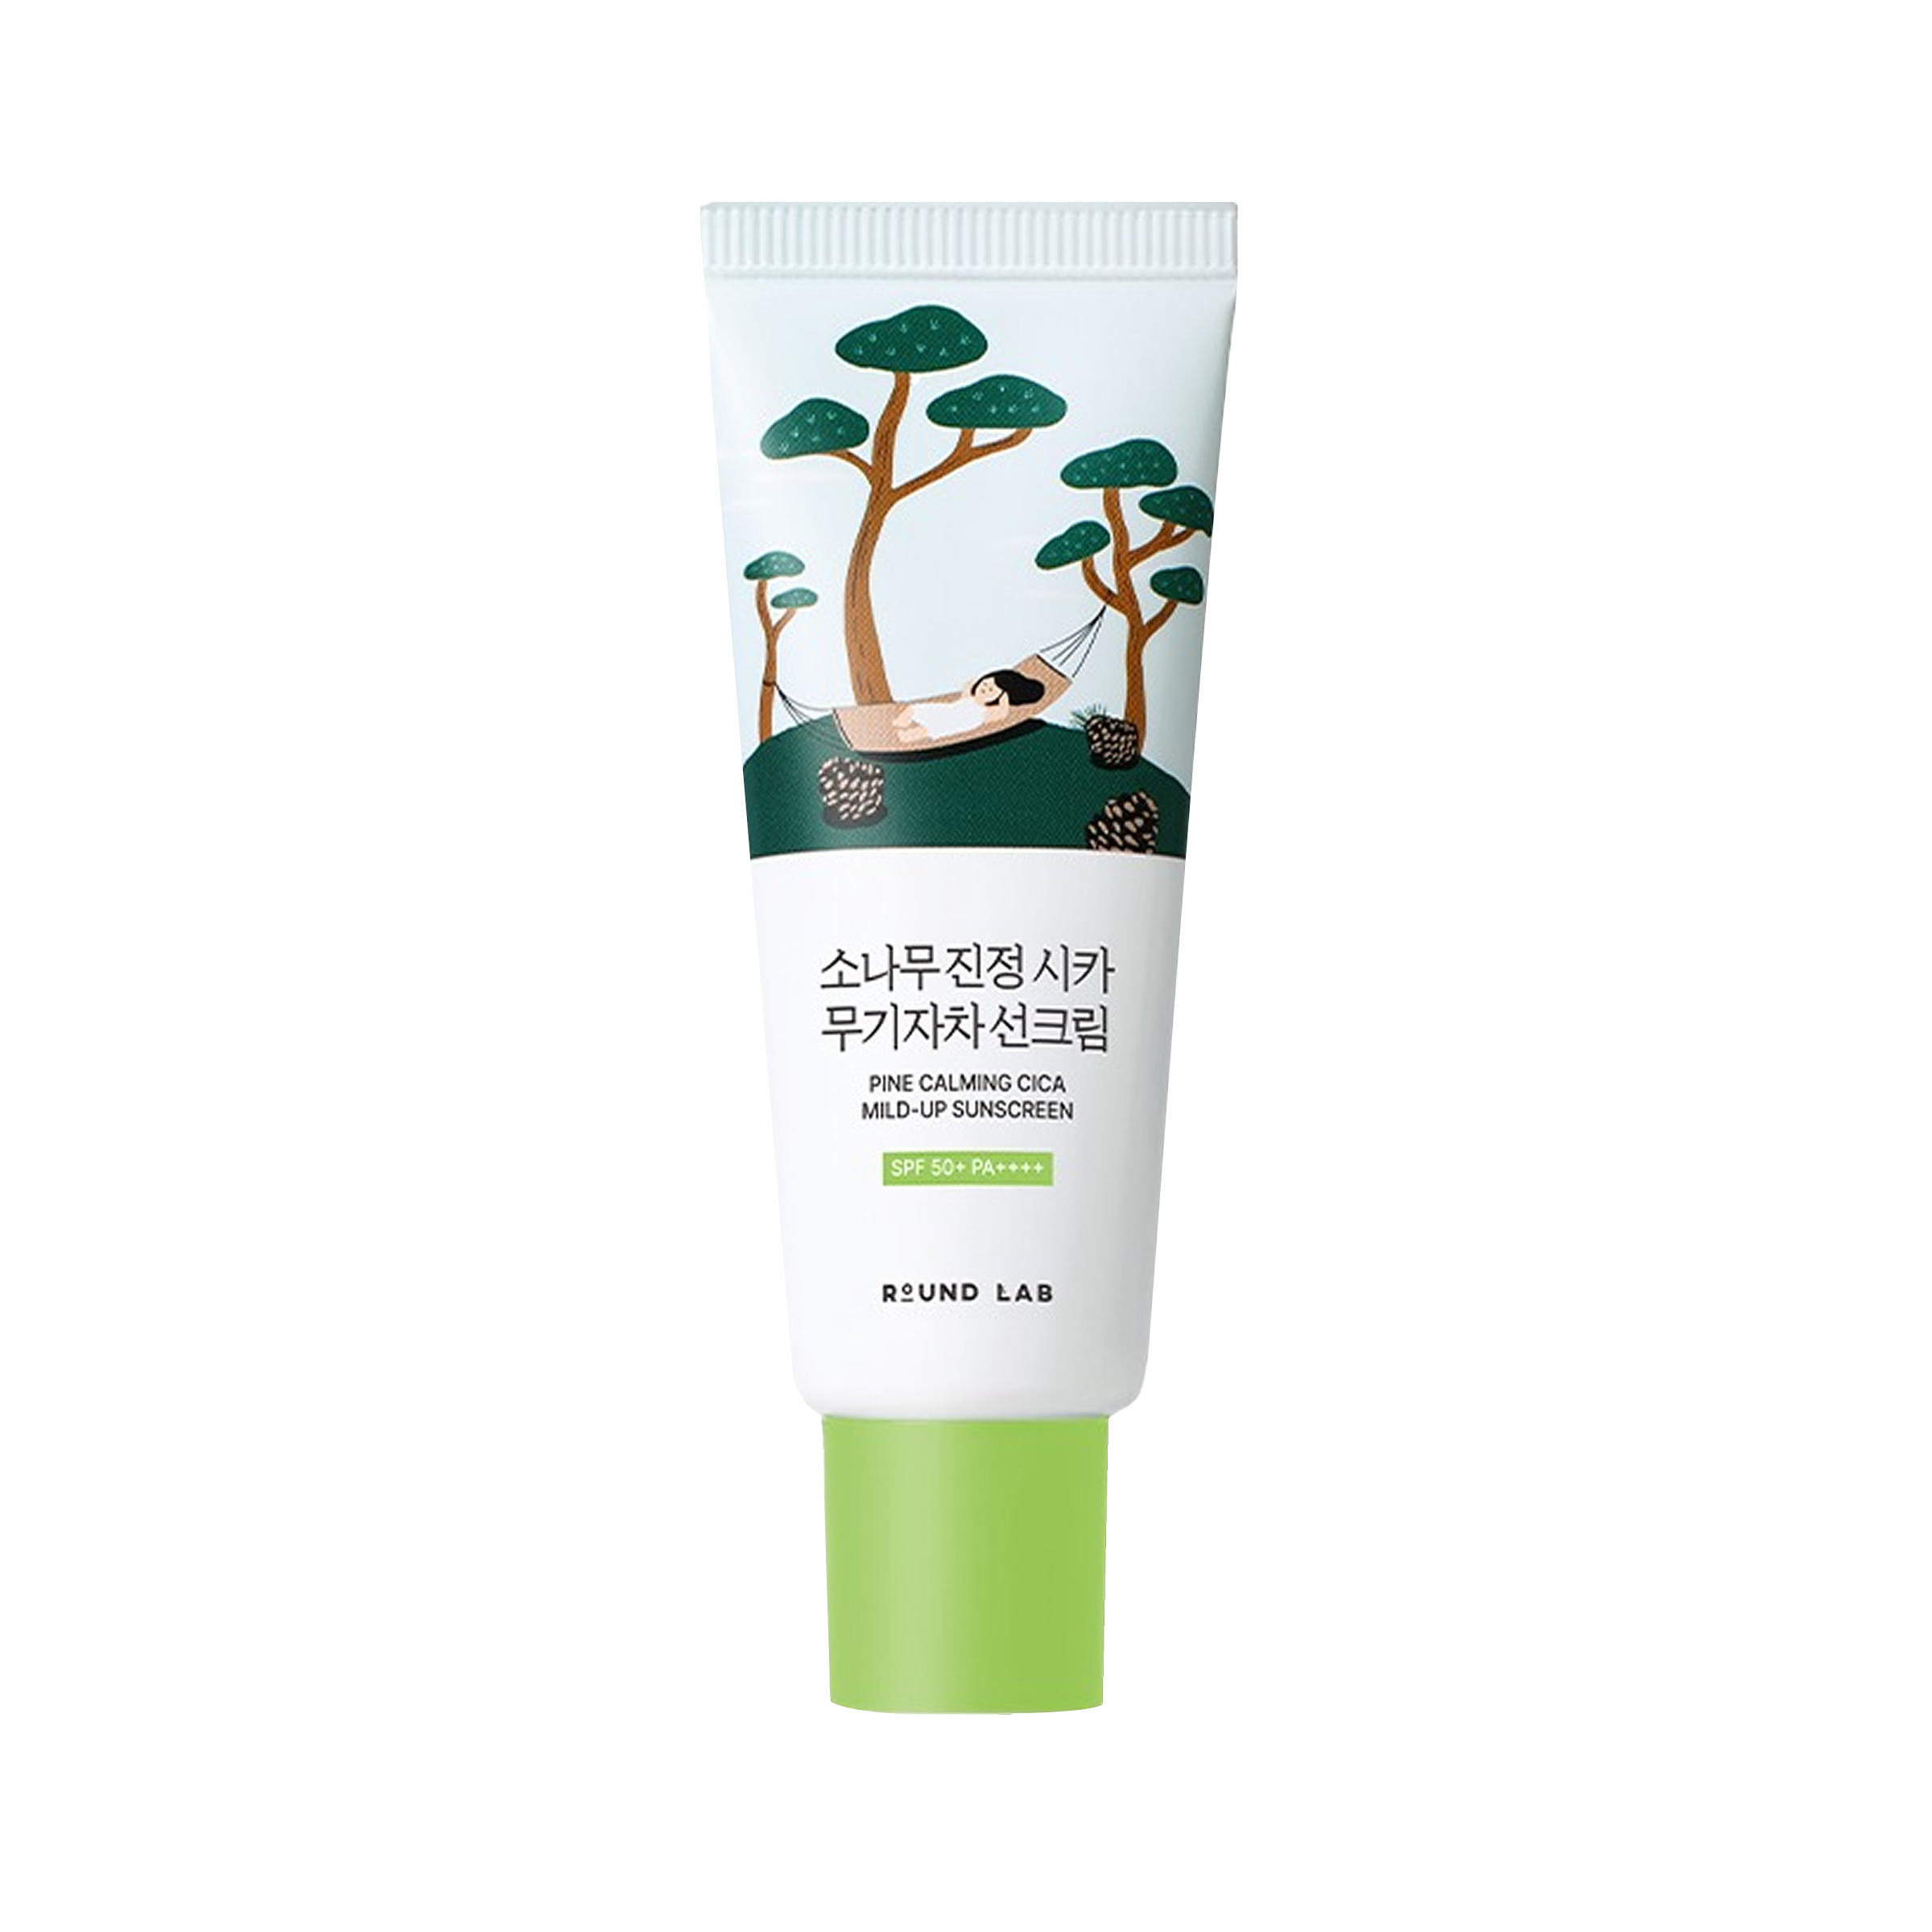 소나무 진정 시카
무기자차 선크림
PINE CALMING CICA
MILD-UP SUNSCREEN
SPF 50+ PA++++
ROUND LAB